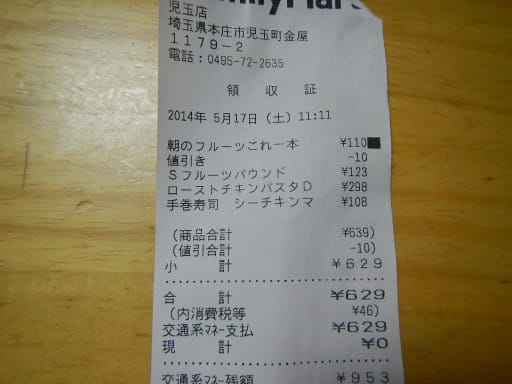 FamilyMart
児玉店
埼玉県本庄市児玉町金屋
1179-2
電話:0495-72-2635
領 収 証
2014年 5月17日(土) 11:11
朝のフルーツこれ一本 ¥110■
値引き -10
Sフルーツパウンド ¥123
ローストチキンパスタD ¥298
手巻寿司 シーチキンマ ¥108
(商品合計 ¥639)
(値引合計 -10)
小 計 ¥629
合 計 ¥629
(内消費税等 ¥46)
交通系マネー支払 ¥629
現 計 ¥0
交通系マネー残額 ¥953